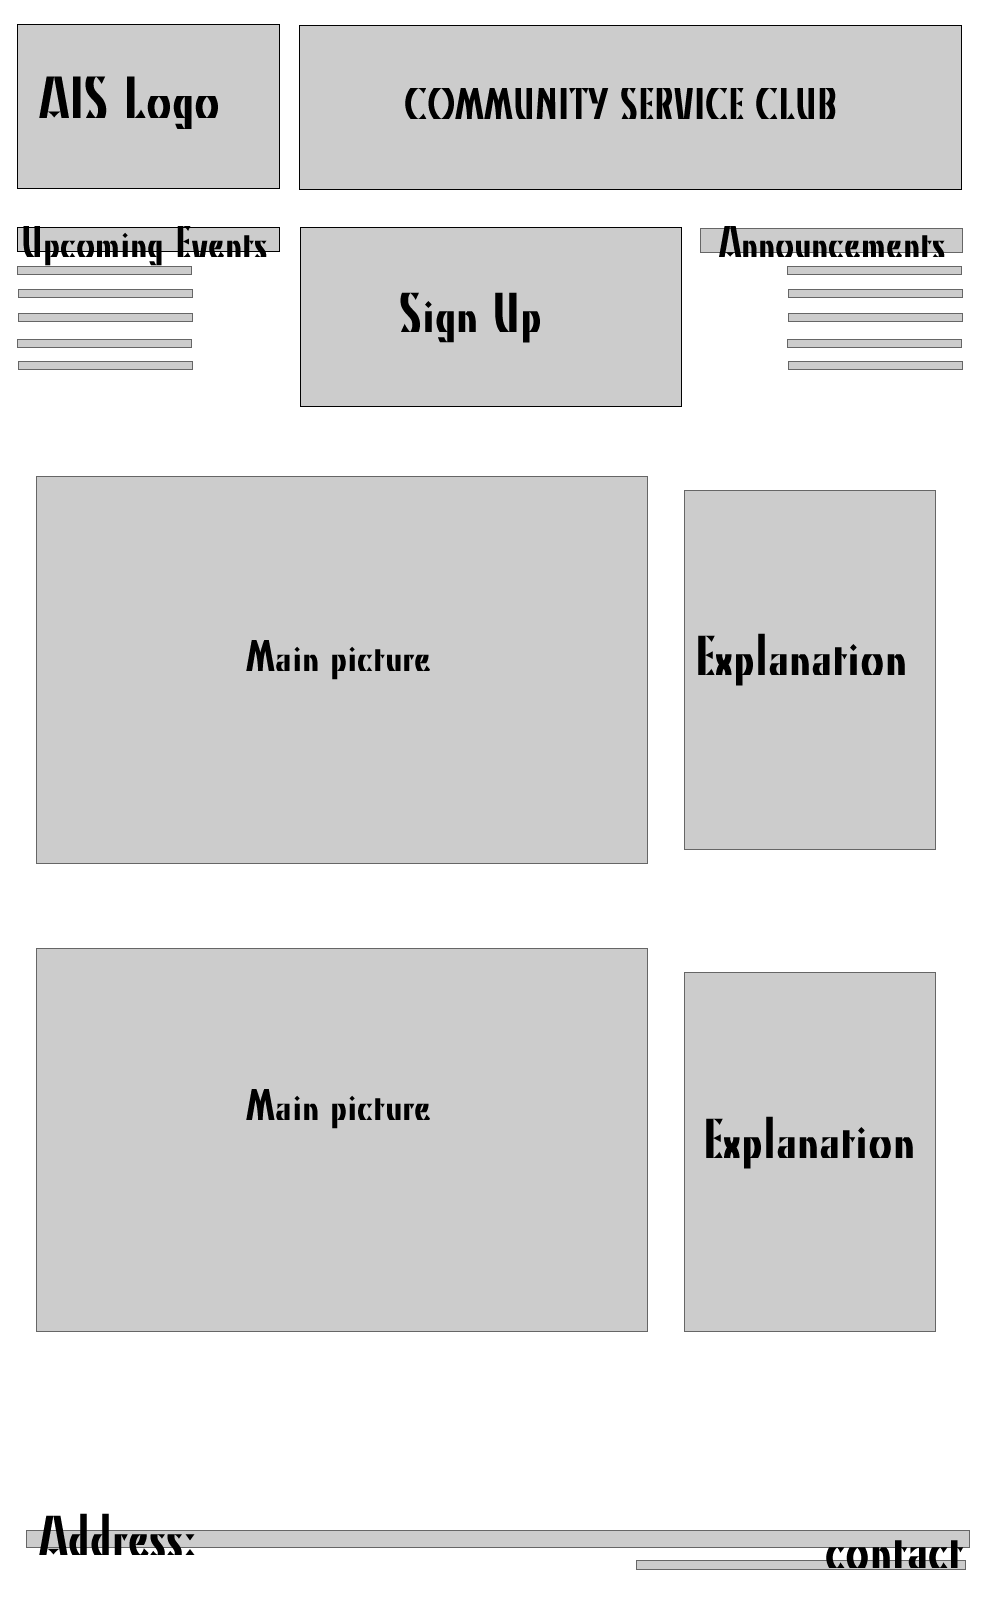 AIS Logo
COMMUNITY SERVICE CLUB
Upcoming Events
Sign Up
Announcements
Main picture
Explanation
Main picture
Explanation
Address:
contact